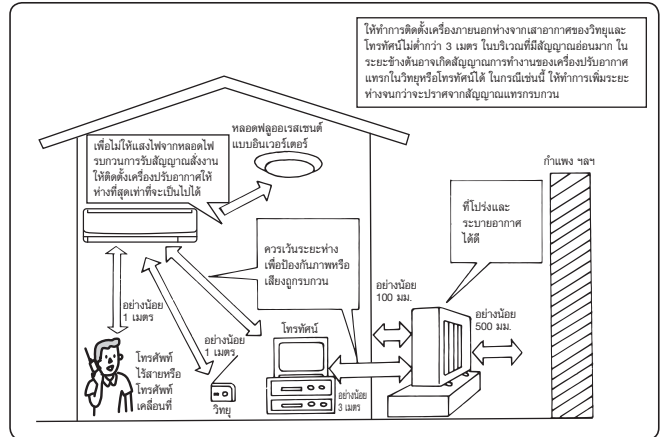 ให้ทำการติดตั้งเครื่องภายนอกห่างจากเสาอากาศของวิทยุและ
โทรทัศน์ไม่ต่ำกว่า 3 เมตร ในบริเวณที่มีสัญญาณอ่อนมาก ใน
ระยะข้างต้นอาจเกิดสัญญาณการทำงานของเครื่องปรับอากาศ
แทรกในวิทยุหรือโทรทัศน์ได้ ในกรณีเช่นนี้ ให้ทำการเพิ่มระยะ
ห่างจนกว่าจะปราศจากสัญญาณแทรกรบกวน
หลอดฟลูออเรสเซนต์
แบบอินเวอร์เตอร์
เพื่อไม่ให้แสงไฟจากหลอดไฟ
รบกวนการรับสัญญาณสั่งงาน
ให้ติดตั้งเครื่องปรับอากาศให้
ห่างที่สุดเท่าที่จะเป็นไปได้
กำแพง ฯลฯ
ที่โปร่งและ
ระบายอากาศ
ได้ดี
ควรเว้นระยะห่าง
เพื่อป้องกันภาพหรือ
เสียงถูกรบกวน
อย่างน้อย
100 มม.
อย่างน้อย
500 มม.
อย่างน้อย
1 เมตร
อย่างน้อย
1 เมตร
โทรทัศน์
โทรศัพท์
ไร้สายหรือ
โทรศัพท์
เคลื่อนที่
วิทยุ
อย่างน้อย
3 เมตร